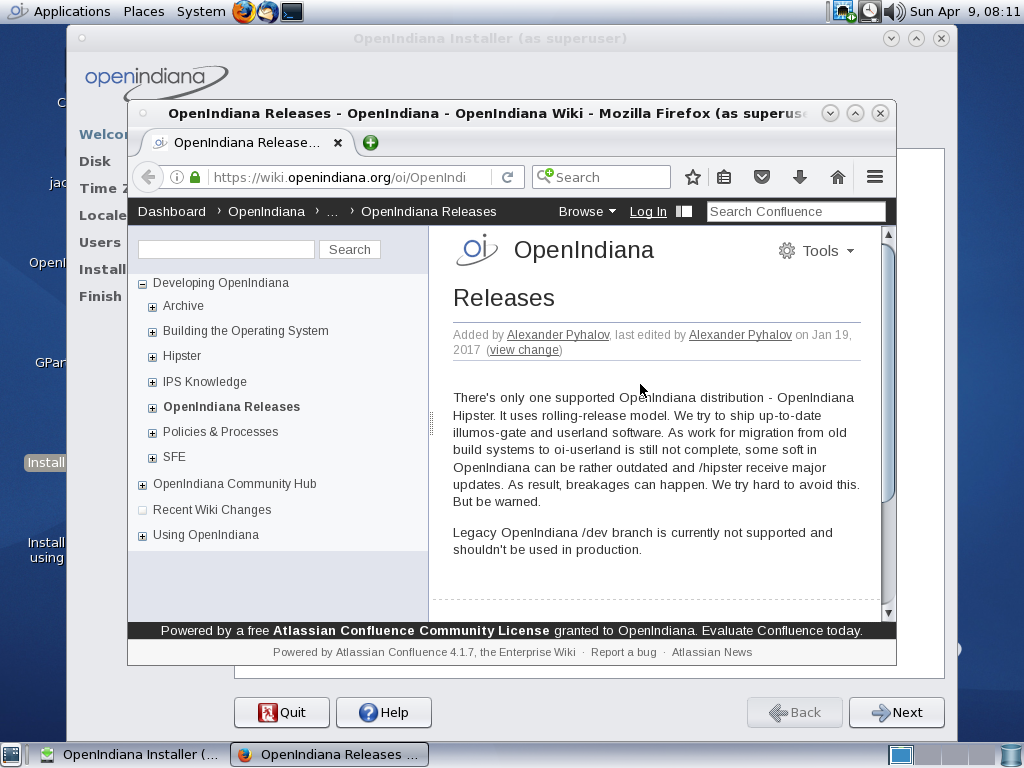 Applications Places System Sun Apr 9, 08:11
OpenIndiana Installer (as superuser)
openindiana
OpenIndiana Releases - OpenIndiana - OpenIndiana Wiki - Mozilla Firefox (as superuse
OpenIndiana Release...
https://wiki.openindiana.org/oi/OpenIndi
Search
Dashboard OpenIndiana ... OpenIndiana Releases Browse Log In Search Confluence
Welco
Disk
Time Z
Locale
Users
Install
Finish
C
jac
OpenI
GPar
Install
Install
using
Search
Developing OpenIndiana
Archive
Building the Operating System
Hipster
IPS Knowledge
OpenIndiana Releases
Policies & Processes
SFE
OpenIndiana Community Hub
Recent Wiki Changes
Using OpenIndiana
oi OpenIndiana Tools
Releases
Added by Alexander Pyhalov, last edited by Alexander Pyhalov on Jan 19,
2017 (view change)
There's only one supported OpenIndiana distribution - OpenIndiana
Hipster. It uses rolling-release model. We try to ship up-to-date
illumos-gate and userland software. As work for migration from old
build systems to oi-userland is still not complete, some soft in
OpenIndiana can be rather outdated and /hipster receive major
updates. As result, breakages can happen. We try hard to avoid this.
But be warned.
Legacy OpenIndiana /dev branch is currently not supported and
shouldn't be used in production.
Powered by a free Atlassian Confluence Community License granted to OpenIndiana. Evaluate Confluence today.
Powered by Atlassian Confluence 4.1.7, the Enterprise Wiki · Report a bug · Atlassian News
Quit Help Back Next
OpenIndiana Installer (... OpenIndiana Releases ...